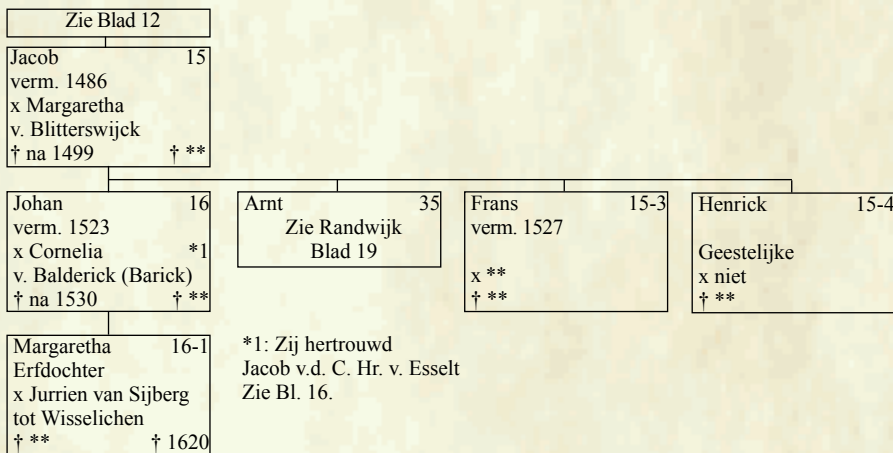 Zie Blad 12
Jacob 15
verm. 1486
x Margaretha
v. Blitterswijck
† na 1499 † **
Johan 16
verm. 1523
x Cornelia *1
v. Balderick (Barick)
† na 1530 † **
Arnt 35
Zie Randwijk
Blad 19
Frans 15-3
verm. 1527
x **
† **
Henrick 15-4
Geestelijke
x niet
† **
Margaretha 16-1
Erfdochter
x Jurrien van Sijberg
tot Wisselichen
† ** † 1620
*1: Zij hertrouwd
Jacob v.d. C. Hr. v. Esselt
Zie Bl. 16.